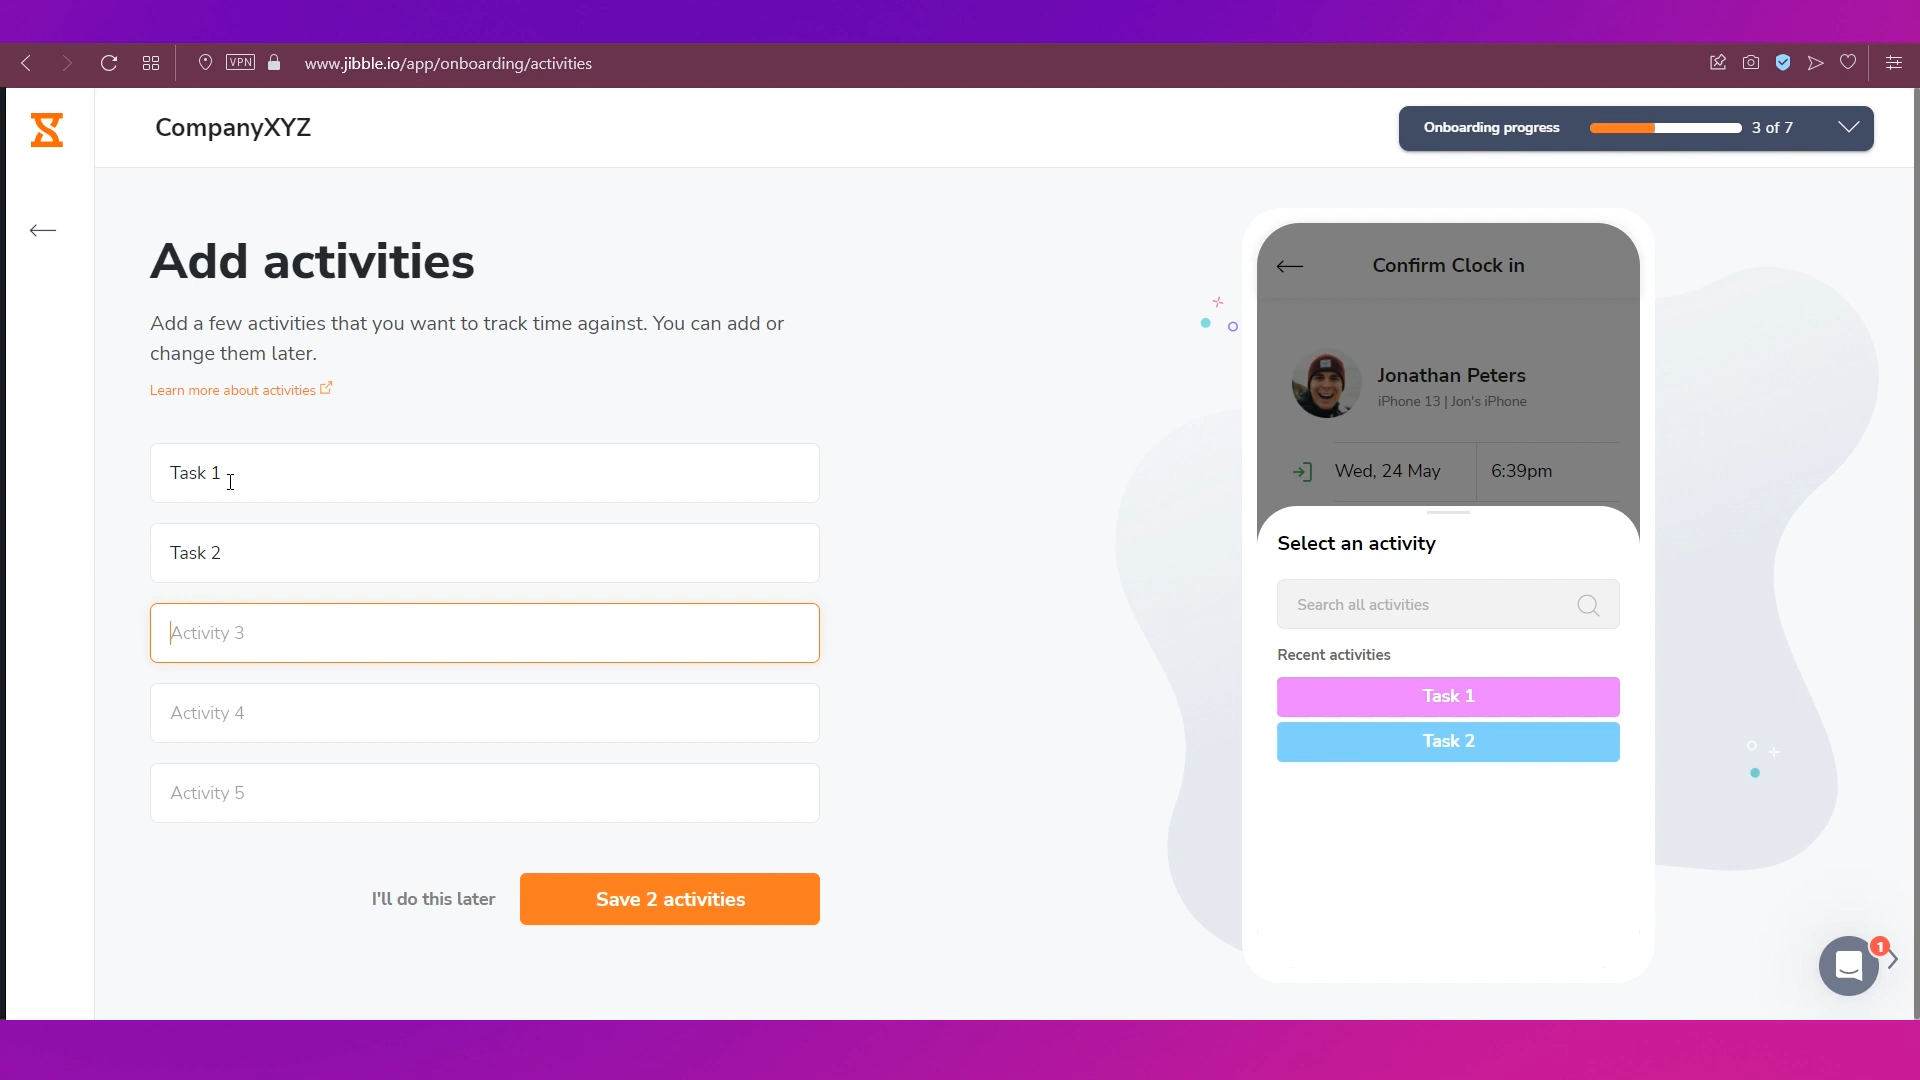 VPN
www.jibble.io/app/onboarding/activities
CompanyXYZ
Onboarding progress
3 of 7
Add activities
Add a few activities that you want to track time against. You can add or
change them later.
Learn more about activities
Task 1
Task 2
Activity 3
Activity 4
Activity 5
I'll do this later
Save 2 activities
Confirm Clock in
Jonathan Peters
iPhone 13 | Jon's iPhone
Wed, 24 May
6:39pm
Select an activity
Search all activities
Recent activities
Task 1
Task 2
1